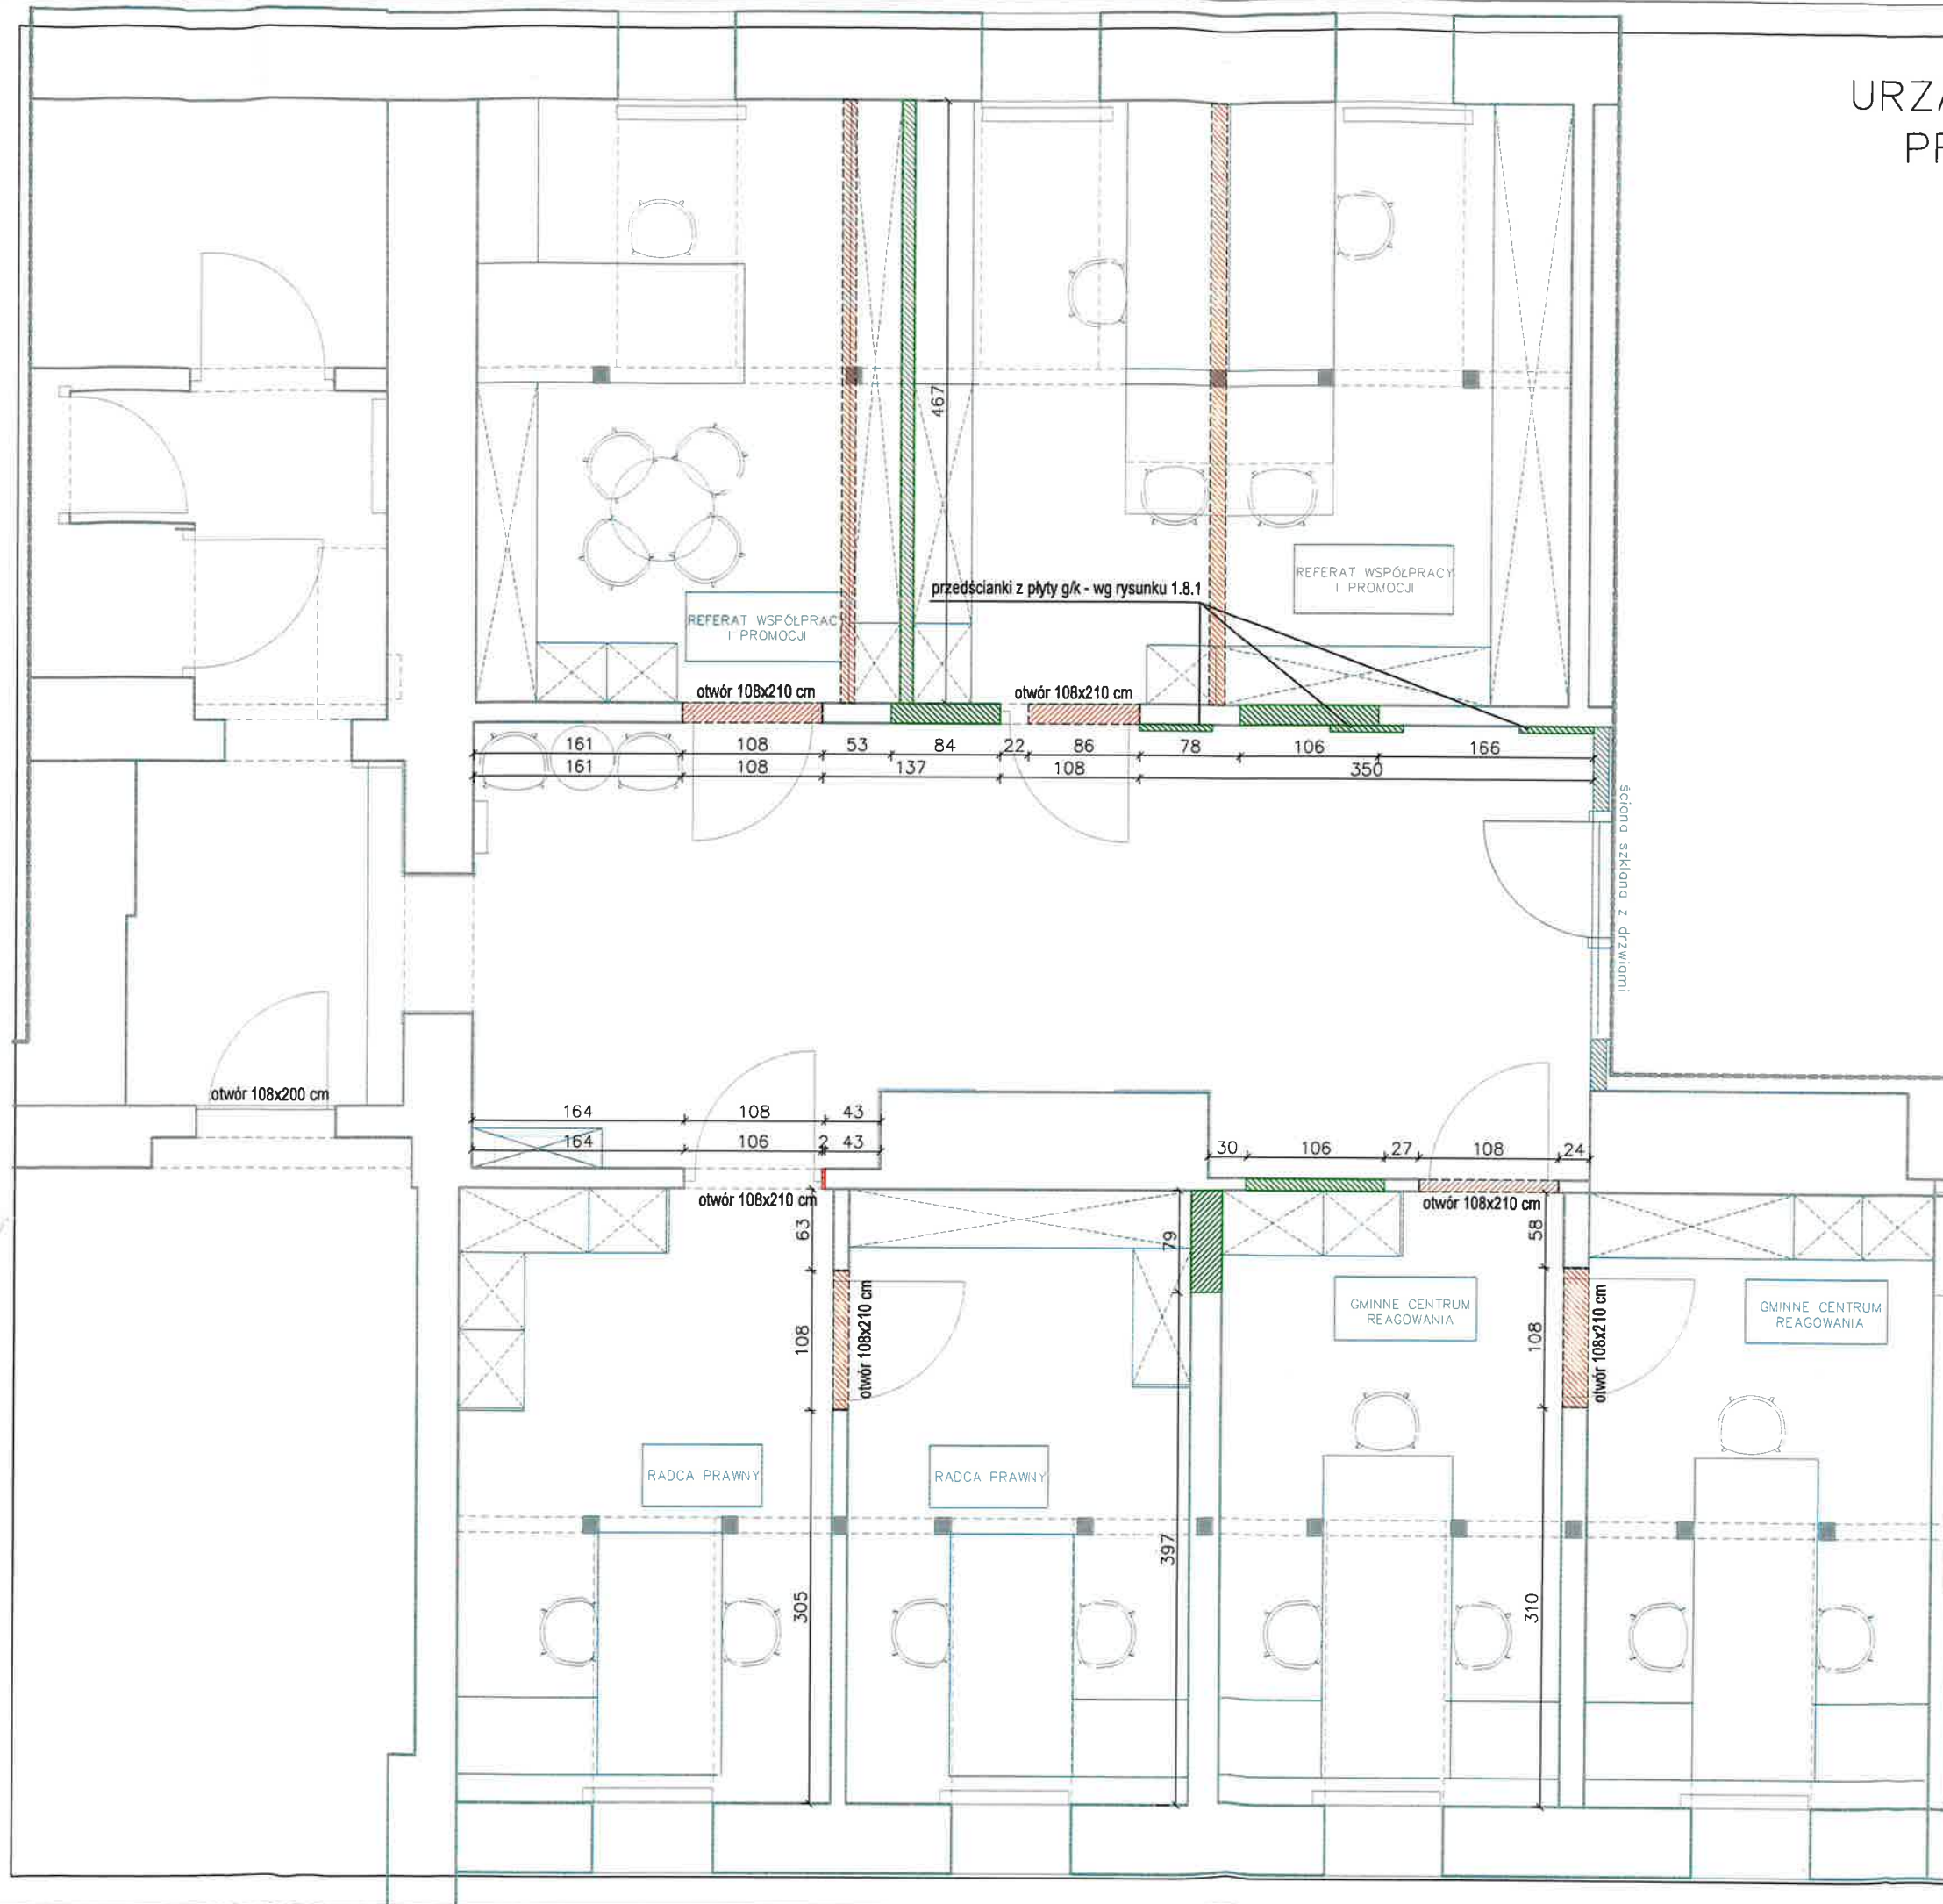 URZ
PR
467
przedścianki z płyty g/k - wg rysunku 1.8.1
REFERAT WSPÓŁPRACY
I PROMOCJI
REFERAT WSPÓŁPRAC
I PROMOCJI
otwór 108x210 cm
otwór 108x210 cm
161 108 53 84 22 86 78 106 166
161 108 137 108 350
ściana szklana z drzwiami
otwór 108x200 cm
164 108 43
164 106 2 43
30 106 27 108 24
otwór 108x210 cm
otwór 108x210 cm
63
79
58
108
otwór 108x210 cm
108
otwór 108x210 cm
GMINNE CENTRUM
REAGOWANIA
GMINNE CENTRUM
REAGOWANIA
RADCA PRAWNY
RADCA PRAWNY
305
397
310